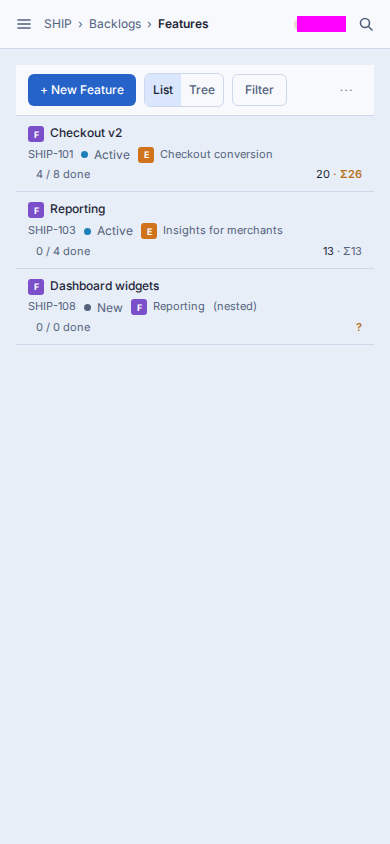 SHIP › Backlogs › Features
+ New Feature List Tree Filter ...
F Checkout v2
SHIP-101 Active E Checkout conversion
4 / 8 done 20 · Σ26
F Reporting
SHIP-103 Active E Insights for merchants
0 / 4 done 13 · Σ13
F Dashboard widgets
SHIP-108 New F Reporting (nested)
0 / 0 done ?